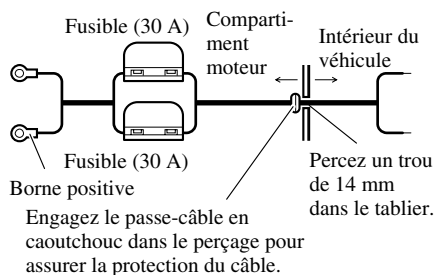 Fusible (30 A)
Comparti-
ment
moteur
Intérieur du
véhicule
Fusible (30 A)
Borne positive
Percez un trou
de 14 mm
dans le tablier.
Engagez le passe-câble en
caoutchouc dans le perçage pour
assurer la protection du câble.